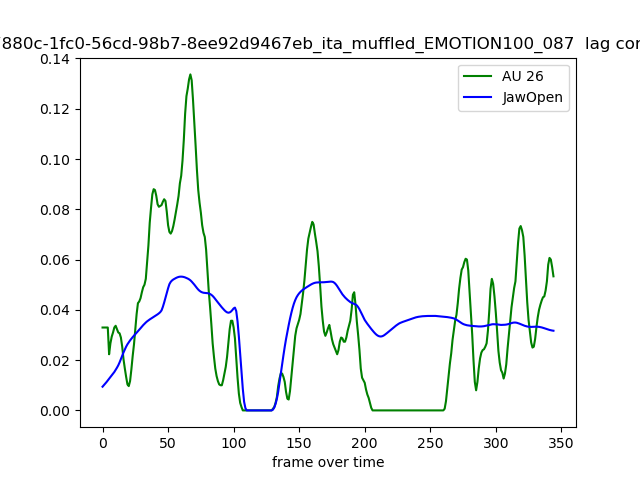 880c-1fc0-56cd-98b7-8ee92d9467eb_ita_muffled_EMOTION100_087 lag cor
0.14
0.12
0.10
0.08
0.06
0.04
0.02
0.00
AU 26
JawOpen
0 50 100 150 200 250 300 350
frame over time